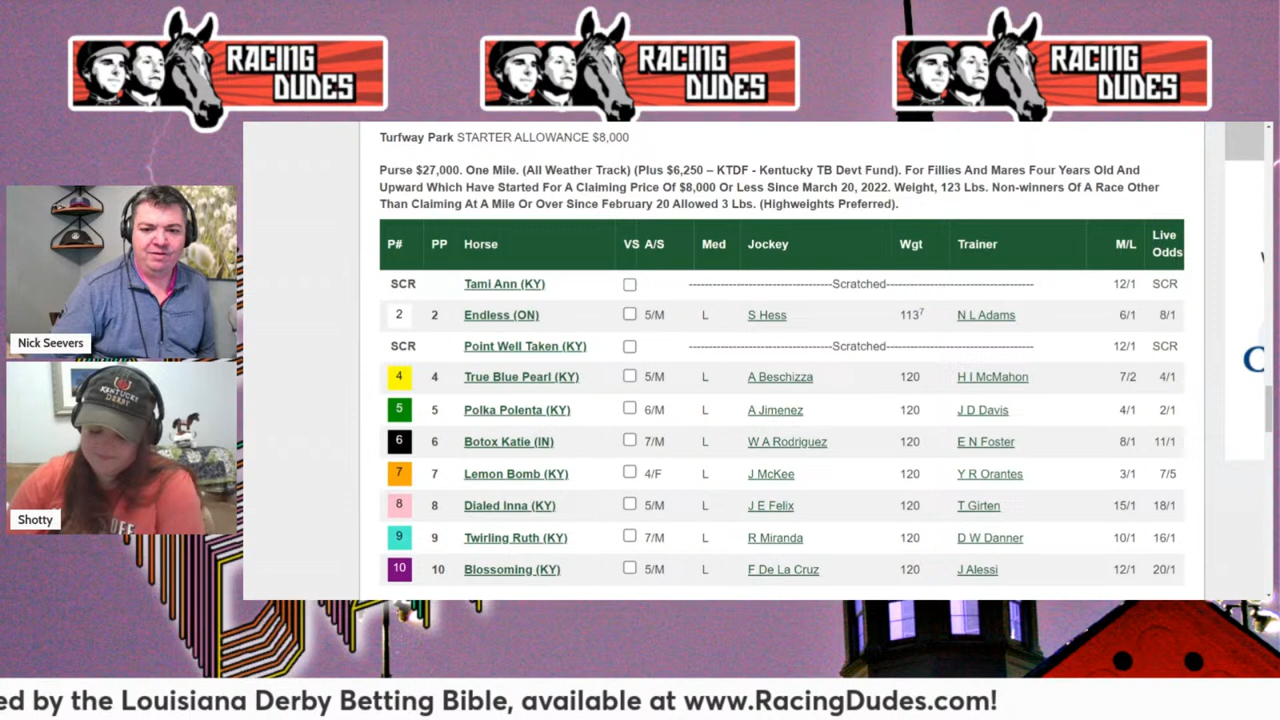 RACING
DUDES
RACING
DUDES
RACING
DUDES
Turfway Park STARTER ALLOWANCE $8,000
Purse $27,000. One Mile. (All Weather Track) (Plus $6,250 – KTDF - Kentucky TB Devt Fund). For Fillies And Mares Four Years Old And
Upward Which Have Started For A Claiming Price Of $8,000 Or Less Since March 20, 2022. Weight, 123 Lbs. Non-winners Of A Race Other
Than Claiming At A Mile Or Over Since February 20 Allowed 3 Lbs. (Highweights Preferred).
P# PP Horse VS A/S Med Jockey Wgt Trainer M/L Live Odds
SCR Tami Ann (KY) Scratched 12/1 SCR
2 2 Endless (ON) 5/M L S Hess 113⁷ N L Adams 6/1 8/1
SCR Point Well Taken (KY) Scratched 12/1 SCR
4 4 True Blue Pearl (KY) 5/M L A Beschizza 120 H I McMahon 7/2 4/1
5 5 Polka Polenta (KY) 6/M L A Jimenez 120 J D Davis 4/1 2/1
6 6 Botox Katie (IN) 7/M L W A Rodriguez 120 E N Foster 8/1 11/1
7 7 Lemon Bomb (KY) 4/F L J McKee 120 Y R Orantes 3/1 7/5
8 8 Dialed Inna (KY) 5/M L J E Felix 120 T Girten 15/1 18/1
9 9 Twirling Ruth (KY) 7/M L R Miranda 120 D W Danner 10/1 16/1
10 10 Blossoming (KY) 5/M L F De La Cruz 120 J Alessi 12/1 20/1
Nick Seevers
KENTUCKY
DERBY
Shotty
ed by the Louisiana Derby Betting Bible, available at www.RacingDudes.com!